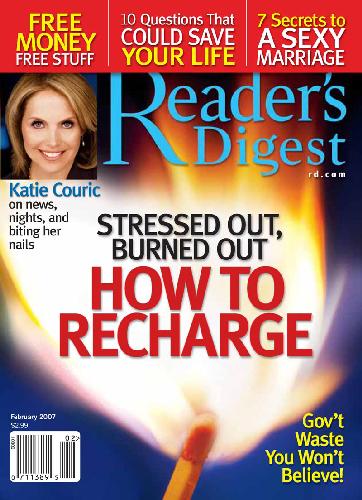 FREE
MONEY
FREE STUFF
10 Questions That
COULD SAVE
YOUR LIFE
7 Secrets to
A SEXY
MARRIAGE
Reader's
Digest
rd.com
Katie Couric
on news,
nights, and
biting her
nails
STRESSED OUT,
BURNED OUT
HOW TO
RECHARGE
February 2007
$2.99
02
Gov't
Waste
You Won't
Believe!